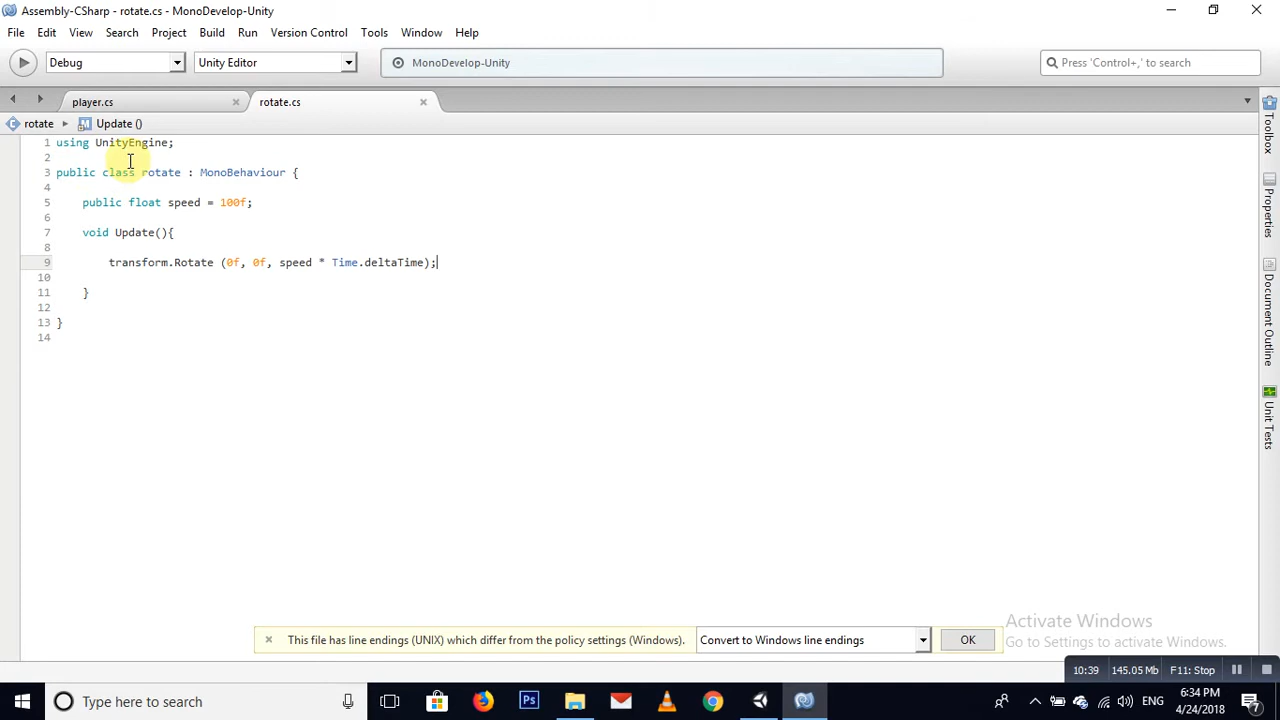 Assembly-CSharp - rotate.cs - MonoDevelop-Unity
File Edit View Search Project Build Run Version Control Tools Window Help
Debug Unity Editor MonoDevelop-Unity Press 'Control+,' to search
player.cs rotate.cs
rotate Update ()
1 using UnityEngine;
2
3 public class rotate : MonoBehaviour {
4
5 public float speed = 100f;
6
7 void Update(){
8
9 transform.Rotate (0f, 0f, speed * Time.deltaTime);
10
11 }
12
13 }
14
Toolbox
Properties
Document Outline
Unit Tests
This file has line endings (UNIX) which differ from the policy settings (Windows). Convert to Windows line endings OK
Activate Windows
Go to Settings to activate Windows.
10:39 145.05 Mb F11: Stop
Type here to search
Ps
ENG
6:34 PM
4/24/2018
7